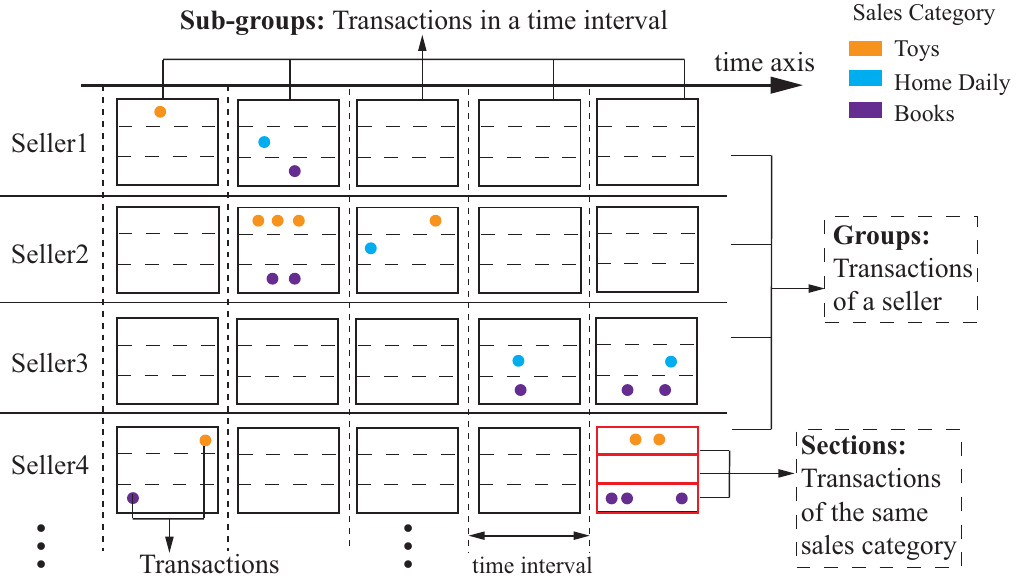 Sub-groups: Transactions in a time interval
Sales Category
Toys
Home Daily
Books
time axis
Seller1
Seller2
Seller3
Seller4
Groups:
Transactions
of a seller
Sections:
Transactions
of the same
sales category
Transactions
time interval